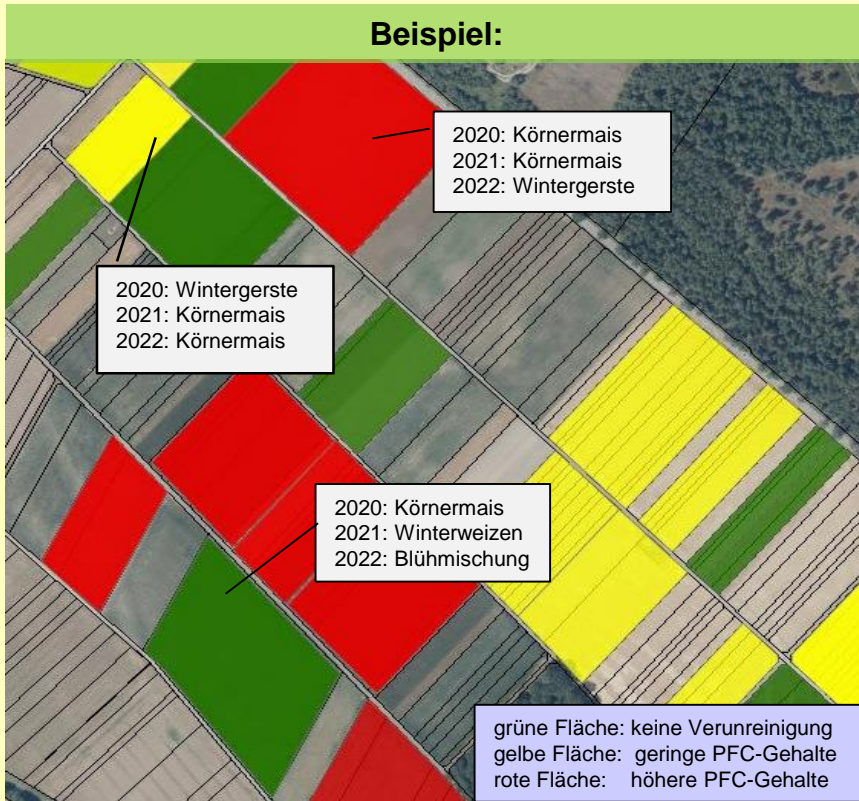 Beispiel:
2020: Körnermais
2021: Körnermais
2022: Wintergerste
2020: Wintergerste
2021: Körnermais
2022: Körnermais
2020: Körnermais
2021: Winterweizen
2022: Blühmischung
grüne Fläche: keine Verunreinigung
gelbe Fläche: geringe PFC-Gehalte
rote Fläche: höhere PFC-Gehalte